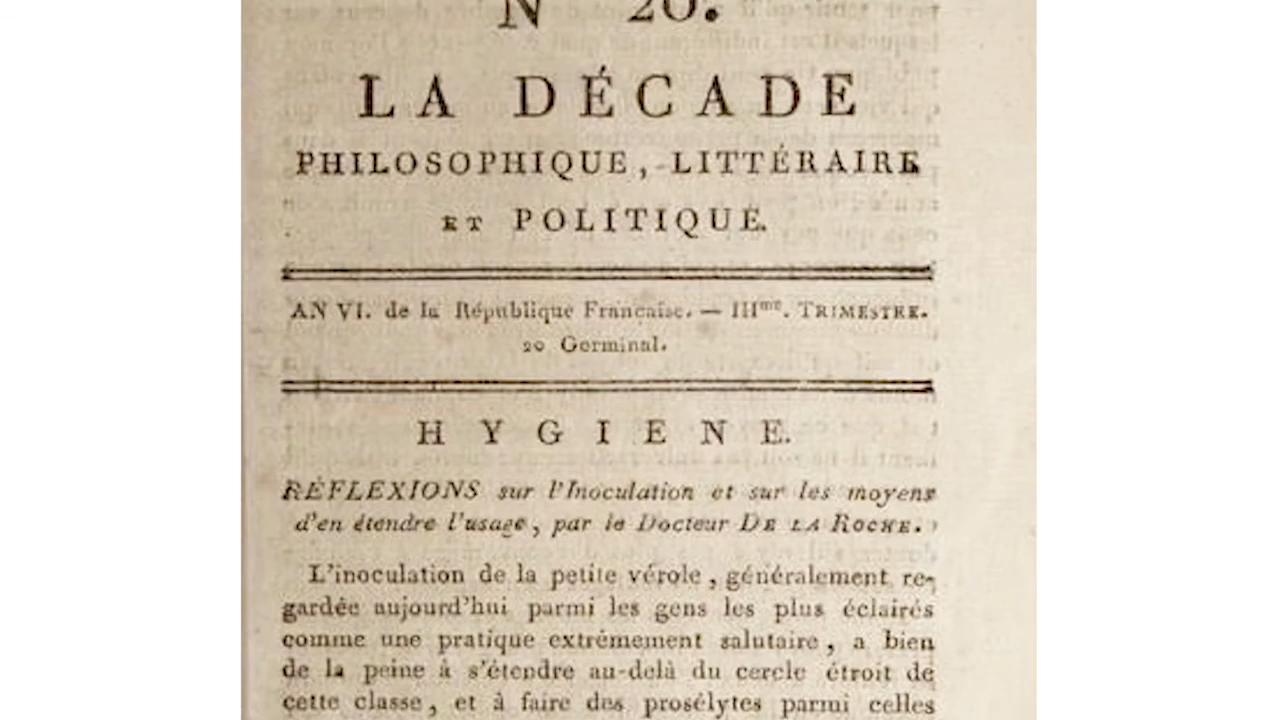 N 20.
LA DÉCADE
PHILOSOPHIQUE, LITTÉRAIRE
ET POLITIQUE.
AN VI. de la République Française. — IIIme. TRIMESTRE.
20 Germinal.
HYGIENE.
RÉFLEXIONS sur l'Inoculation et sur les moyens
d'en étendre l'usage, par le Docteur DE LA ROCHE.
L'inoculation de la petite vérole, généralement re-
gardée aujourd'hui parmi les gens les plus éclairés
comme une pratique extrêmement salutaire, a bien
de la peine à s'étendre au-delà du cercle étroit de
cette classe, et à faire des prosélytes parmi celles